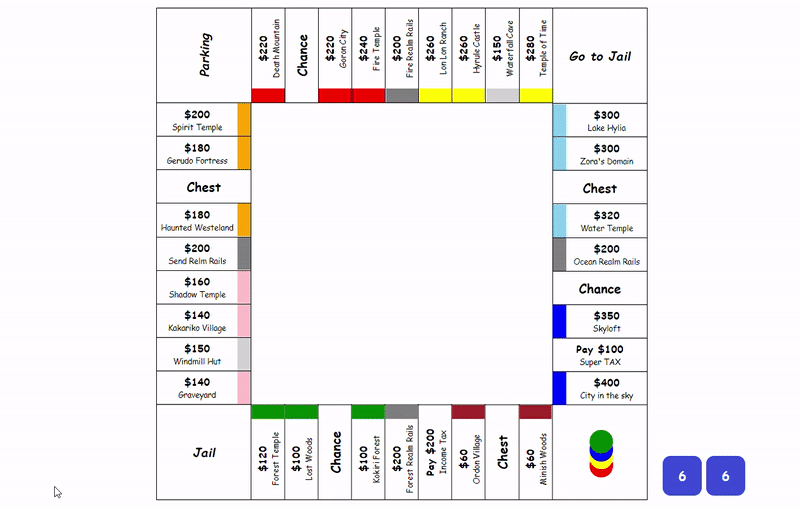 Parking
$220
Death Mountain
Chance
$220
Goron City
$240
Fire Temple
$200
Fire Realm Rails
$260
Lon Lon Ranch
$260
Hyrule Castle
$150
Waterfall Cave
$280
Temple of Time
Go to Jail
$200
Spirit Temple
$180
Gerudo Fortress
Chest
$180
Haunted Westeland
$200
Send Relm Rails
$160
Shadow Temple
$140
Kakariko Village
$150
Windmill Hut
$140
Graveyard
$300
Lake Hylia
$300
Zora's Domain
Chest
$320
Water Temple
$200
Ocean Realm Rails
Chance
$350
Skyloft
Pay $100
Super TAX
$400
City in the sky
Jail
$120
Forest Temple
$100
Lost Woods
Chance
$100
Kokiri Forest
$200
Forest Realm Rails
Pay $200
Income Tax
$60
Ordon Village
Chest
$60
Minish Woods
6 6